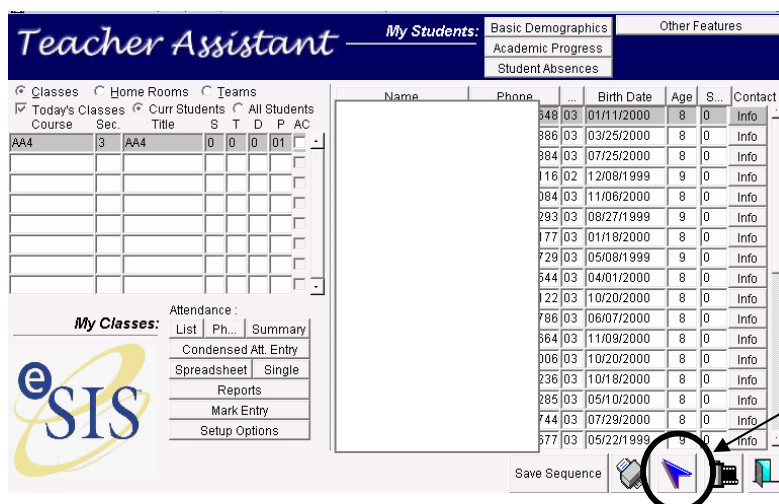 Teacher Assistant
My Students:
Basic Demographics
Other Features
Academic Progress
Student Absences
Classes Home Rooms Teams
Today's Classes Curr Students All Students
Course Sec. Title S T D P AC
AA4 3 AA4 0 0 0 01
Name Phone ... Birth Date Age S... Contact
648 03 01/11/2000 8 0 Info
386 03 03/25/2000 8 0 Info
384 03 07/25/2000 8 0 Info
116 02 12/08/1999 9 0 Info
084 03 11/06/2000 8 0 Info
293 03 08/27/1999 9 0 Info
177 03 01/18/2000 8 0 Info
729 03 05/08/1999 9 0 Info
544 03 04/01/2000 8 0 Info
122 03 10/20/2000 8 0 Info
786 03 06/07/2000 8 0 Info
664 03 11/09/2000 8 0 Info
006 03 10/20/2000 8 0 Info
236 03 10/18/2000 8 0 Info
285 03 05/10/2000 8 0 Info
744 03 07/29/2000 8 0 Info
677 03 05/22/1999 9 0 Info
My Classes:
Attendance :
List Ph... Summary
Condensed Att. Entry
Spreadsheet Single
Reports
Mark Entry
Setup Options
eSIS
Save Sequence